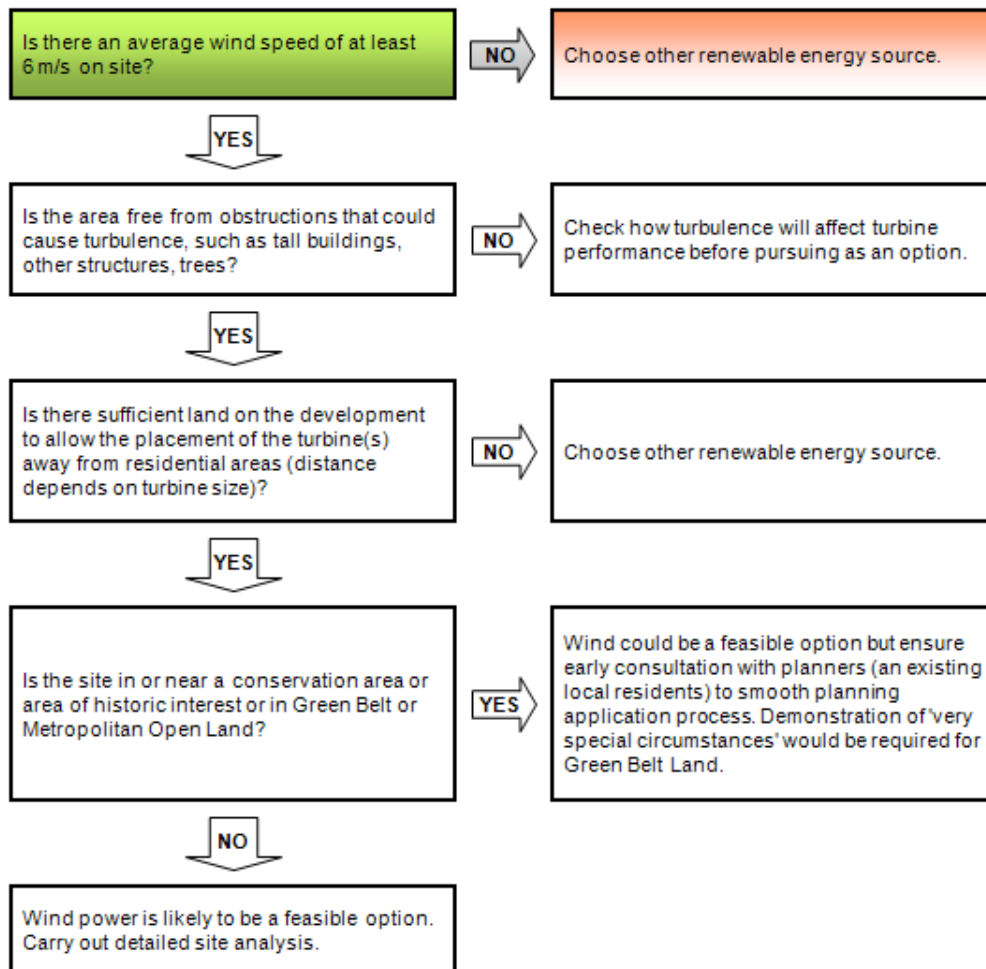 Is there an average wind speed of at least
6 m/s on site?
NO
Choose other renewable energy source.
YES
Is the area free from obstructions that could
cause turbulence, such as tall buildings,
other structures, trees?
NO
Check how turbulence will affect turbine
performance before pursuing as an option.
YES
Is there sufficient land on the development
to allow the placement of the turbine(s)
away from residential areas (distance
depends on turbine size)?
NO
Choose other renewable energy source.
YES
Is the site in or near a conservation area or
area of historic interest or in Green Belt or
Metropolitan Open Land?
YES
Wind could be a feasible option but ensure
early consultation with planners (an existing
local residents) to smooth planning
application process. Demonstration of 'very
special circumstances' would be required for
Green Belt Land.
NO
Wind power is likely to be a feasible option.
Carry out detailed site analysis.